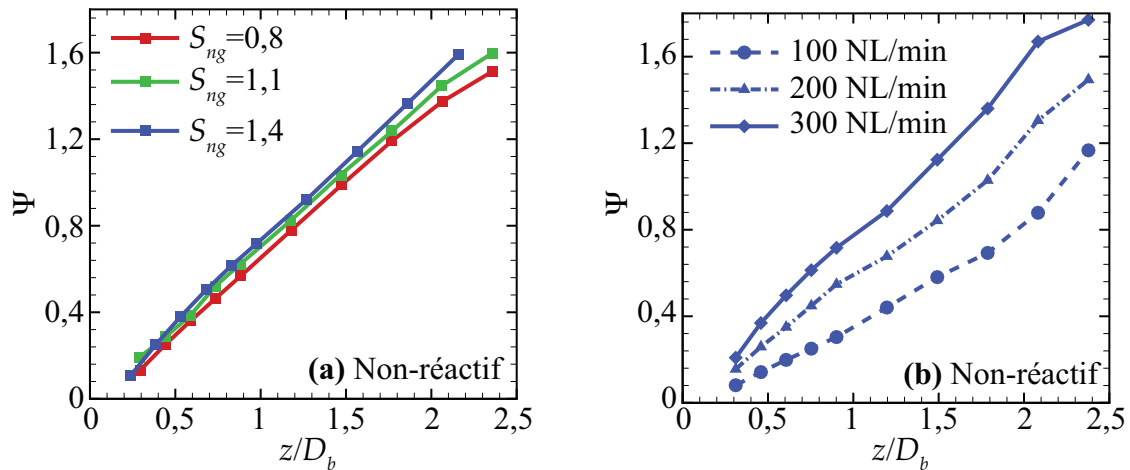 Ψ
1,6
1,2
0,8
0,4
0
S_ng=0,8
S_ng=1,1
S_ng=1,4
(a) Non-réactif
0,5
1
1,5
2
2,5
z/D_b
Ψ
1,6
1,2
0,8
0,4
0
100 NL/min
200 NL/min
300 NL/min
(b) Non-réactif
0
0,5
1
1,5
2
2,5
z/D_b